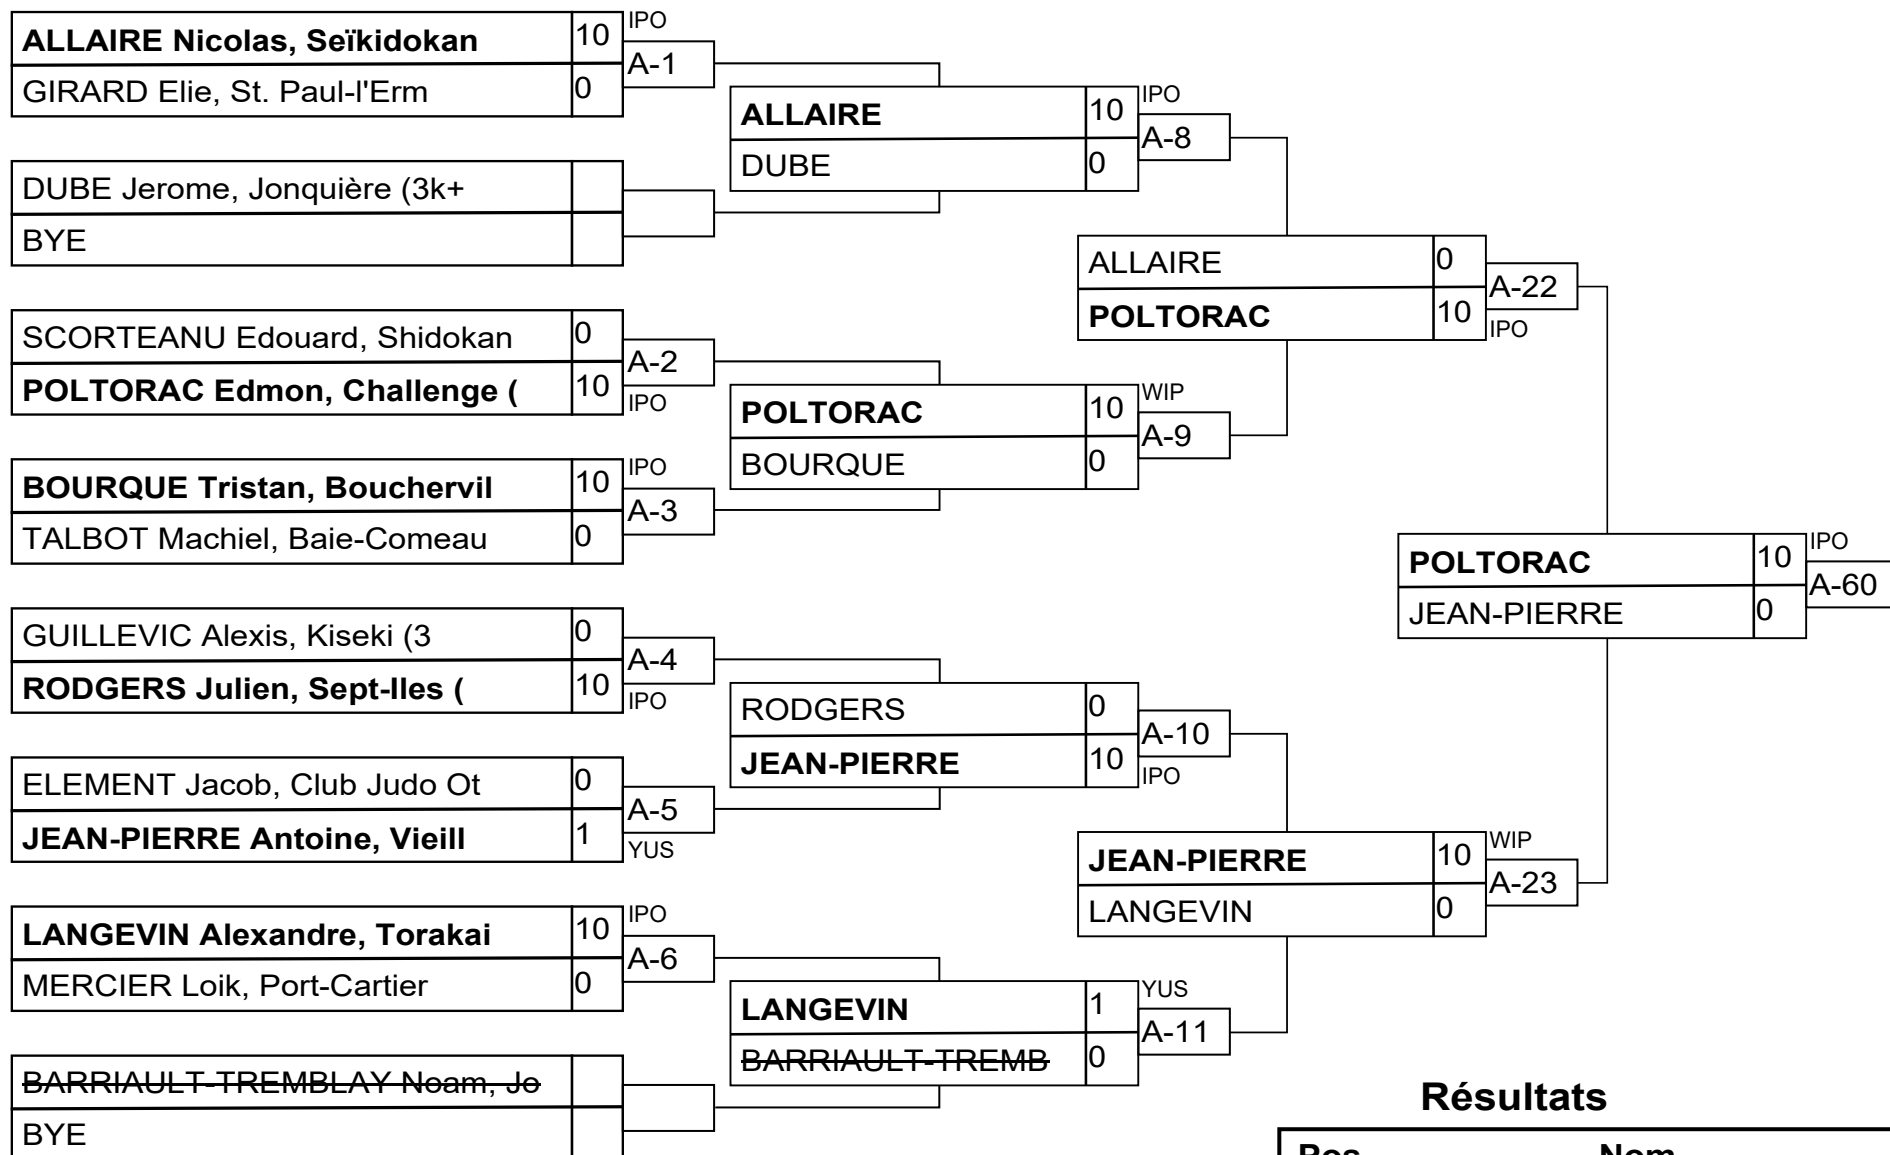 ALLAIRE Nicolas, Seïkidokan 10 IPO
A-1
GIRARD Elie, St. Paul-l'Erm 0
DUBE Jerome, Jonquière (3k+
BYE
SCORTEANU Edouard, Shidokan 0
A-2
POLTORAC Edmon, Challenge ( 10 IPO
BOURQUE Tristan, Bouchervil 10 IPO
A-3
TALBOT Machiel, Baie-Comeau 0
GUILLEVIC Alexis, Kiseki (3 0
A-4
RODGERS Julien, Sept-Iles ( 10 IPO
ELEMENT Jacob, Club Judo Ot 0
A-5
JEAN-PIERRE Antoine, Vieill 1 YUS
LANGEVIN Alexandre, Torakai 10 IPO
A-6
MERCIER Loik, Port-Cartier 0
BARRIAULT-TREMBLAY Noam, Jo
BYE
ALLAIRE 10 IPO
A-8
DUBE 0
POLTORAC 10 WIP
A-9
BOURQUE 0
RODGERS 0
A-10
JEAN-PIERRE 10 IPO
LANGEVIN 1 YUS
A-11
BARRIAULT-TREMB 0
ALLAIRE 0
A-22
POLTORAC 10 IPO
JEAN-PIERRE 10 WIP
A-23
LANGEVIN 0
POLTORAC 10 IPO
A-60
JEAN-PIERRE 0
Résultats
Pos Nom